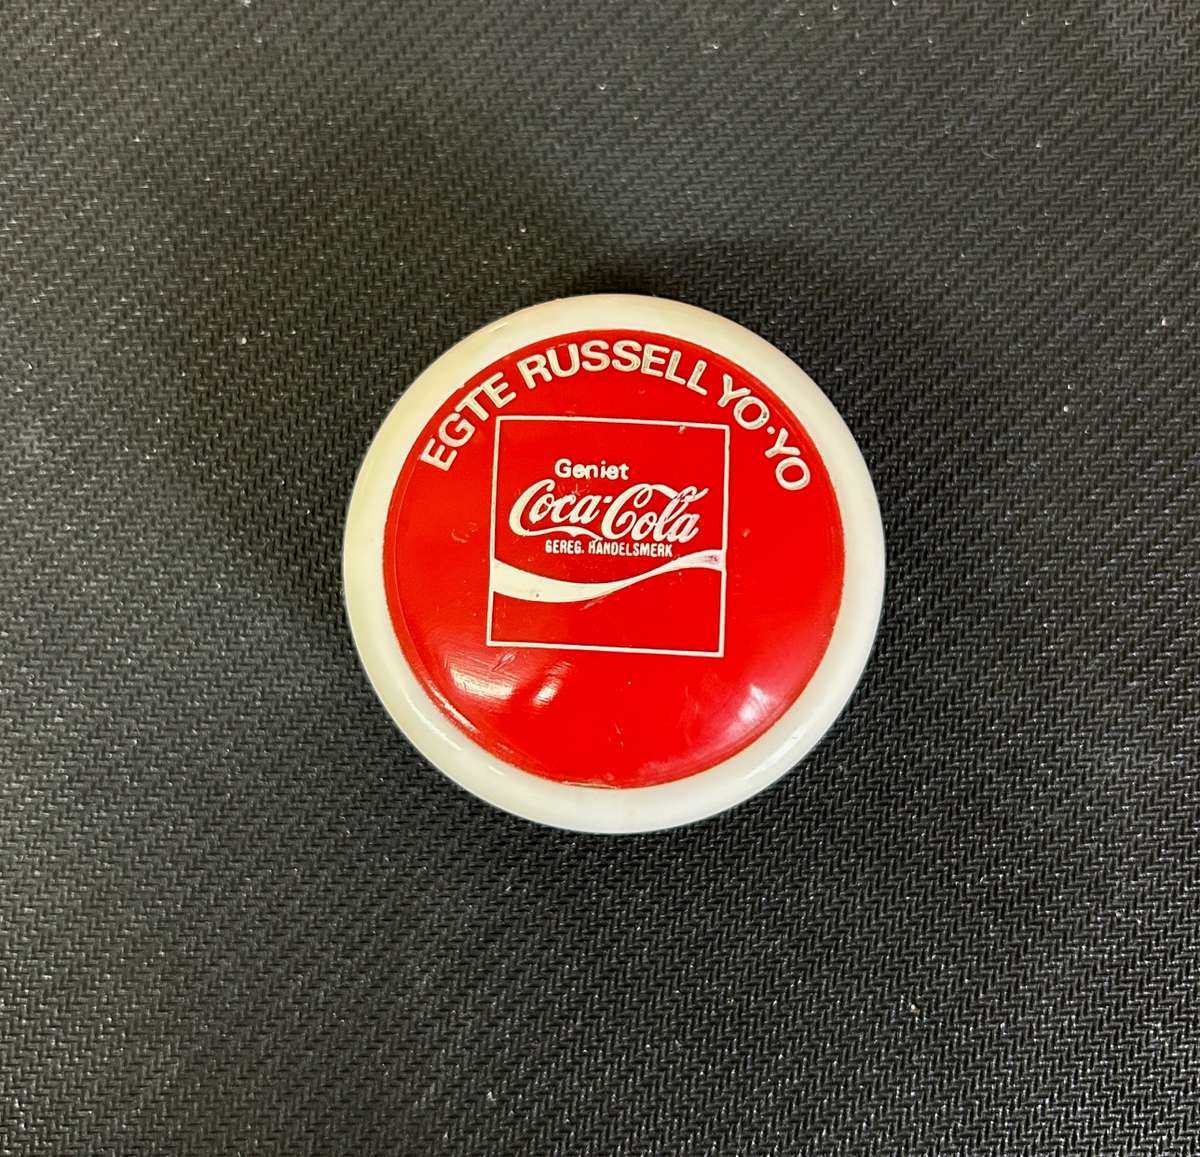 EGTE RUSSELL YO·YO
Geniet
Coca-Cola
GEREG. HANDELSMERK